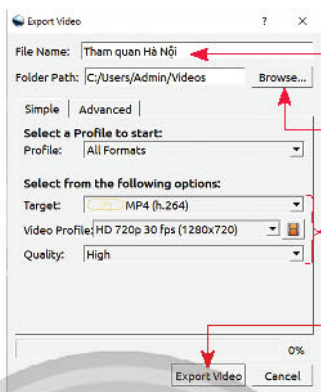 Export Video ? ×
File Name: Tham quan Hà Nội
Folder Path: C:/Users/Admin/Videos Browse...
Simple Advanced
Select a Profile to start:
Profile: All Formats
Select from the following options:
Target: MP4 (h.264)
Video Profile: HD 720p 30 fps (1280x720)
Quality: High
0%
Export Video Cancel